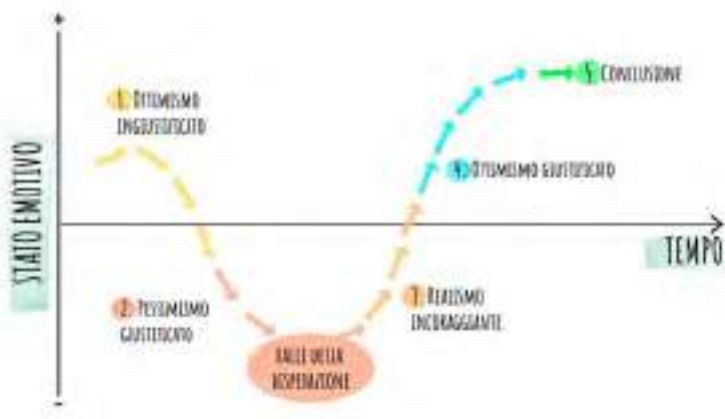 +
STATO EMOTIVO
1. OTTIMISMO
INGIUSTIFICATO
2. PESSIMISMO
GIUSTIFICATO
VALLE DELLA
DISPERAZIONE
3. REALISMO
INCORAGGIANTE
4. OTTIMISMO GIUSTIFICATO
5. CONCLUSIONE
TEMPO
-